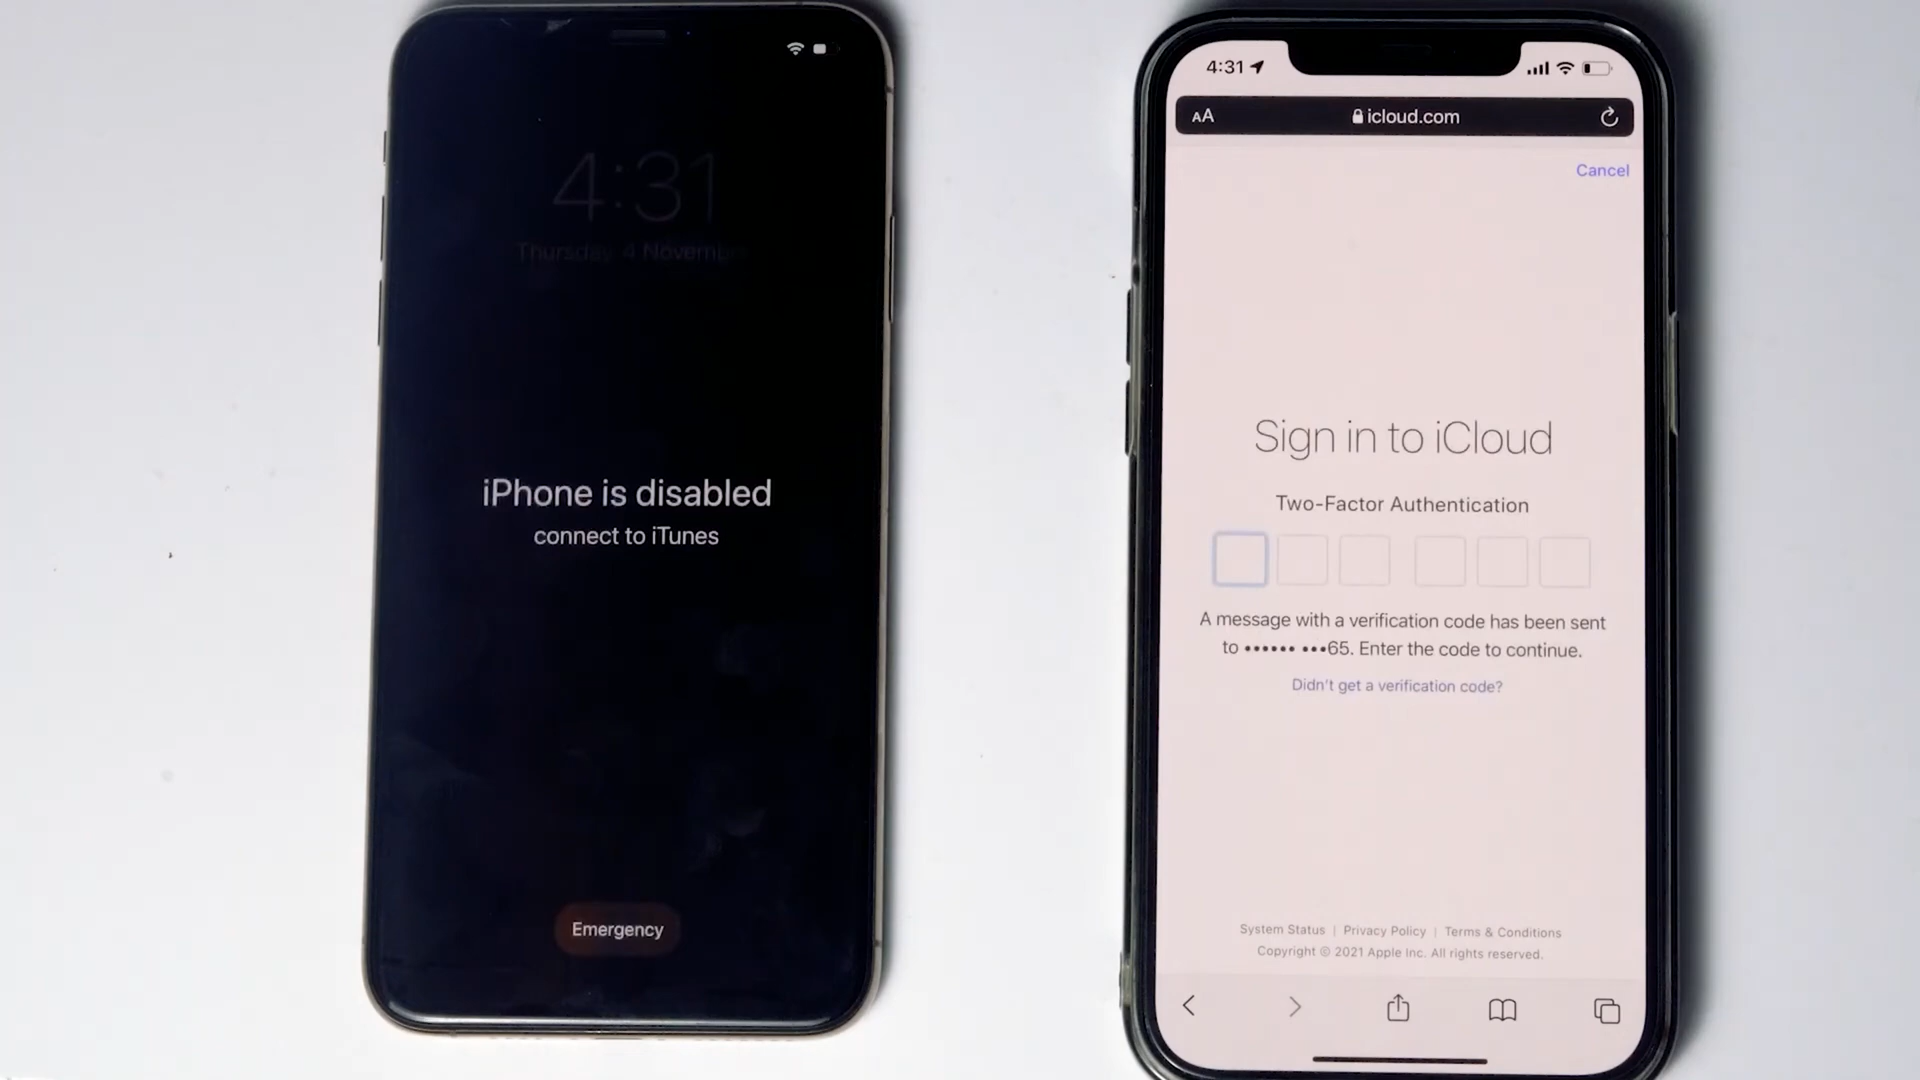 4:31
Thursday, 4 November
iPhone is disabled
connect to iTunes
Emergency
4:31
AA
icloud.com
Cancel
Sign in to iCloud
Two-Factor Authentication
A message with a verification code has been sent
to •••••• •••65. Enter the code to continue.
Didn't get a verification code?
System Status | Privacy Policy | Terms & Conditions
Copyright © 2021 Apple Inc. All rights reserved.